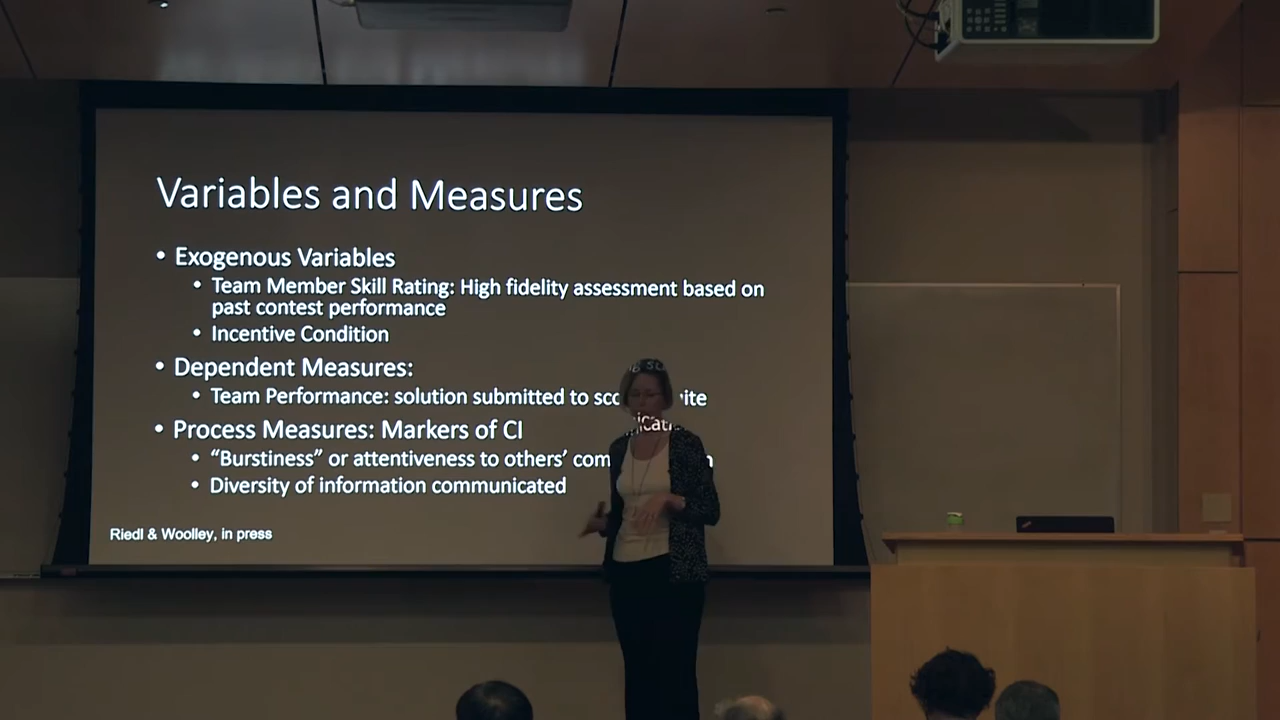 Variables and Measures
• Exogenous Variables
• Team Member Skill Rating: High fidelity assessment based on
past contest performance
• Incentive Condition
• Dependent Measures:
• Team Performance: solution submitted to
• Process Measures: Markers of CI
• “Burstiness” or attentiveness to others’
• Diversity of information communicated
Riedl & Woolley, in press